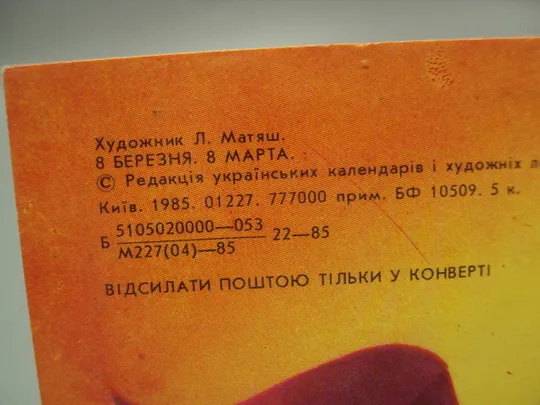 Художник Л. Матяш.
8 БЕРЕЗНЯ. 8 МАРТА.
© Редакція українських календарів і художніх
Київ. 1985. 01227. 777000 прим. БФ 10509. 5 к.
Б 5105020000—053
М227(04)—85 22—85
ВІДСИЛАТИ ПОШТОЮ ТІЛЬКИ У КОНВЕРТІ